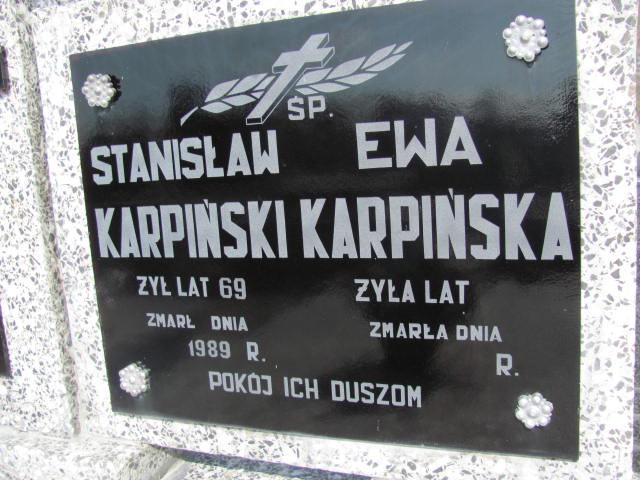 ŚP.
STANISŁAW EWA
KARPIŃSKI KARPIŃSKA
ŻYŁ LAT 69 ŻYŁA LAT
ZMARŁ DNIA ZMARŁA DNIA
1989 R. R.
POKÓJ ICH DUSZOM